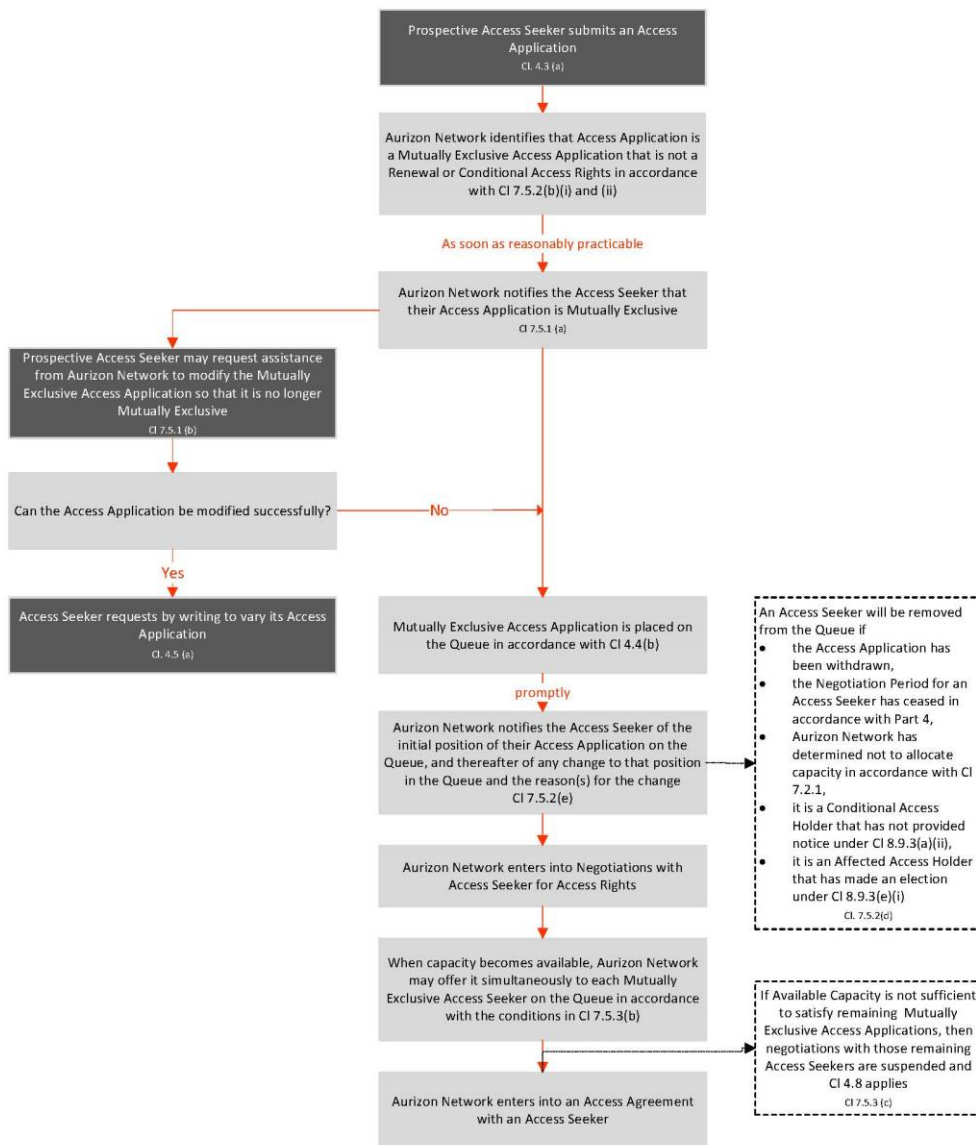 Prospective Access Seeker submits an Access
Application
Cl. 4.3 (a)
Aurizon Network identifies that Access Application is
a Mutually Exclusive Access Application that is not a
Renewal or Conditional Access Rights in accordance
with Cl 7.5.2(b)(i) and (ii)
As soon as reasonably practicable
Aurizon Network notifies the Access Seeker that
their Access Application is Mutually Exclusive
Cl 7.5.1 (a)
Prospective Access Seeker may request assistance
from Aurizon Network to modify the Mutually
Exclusive Access Application so that it is no longer
Mutually Exclusive
Cl 7.5.1 (b)
Can the Access Application be modified successfully?
No
Yes
Access Seeker requests by writing to vary its Access
Application
Cl. 4.5 (a)
Mutually Exclusive Access Application is placed on
the Queue in accordance with Cl 4.4(b)
promptly
Aurizon Network notifies the Access Seeker of the
initial position of their Access Application on the
Queue, and thereafter of any change to that position
in the Queue and the reason(s) for the change
Cl 7.5.2(e)
An Access Seeker will be removed
from the Queue if
● the Access Application has
been withdrawn,
● the Negotiation Period for an
Access Seeker has ceased in
accordance with Part 4,
● Aurizon Network has
determined not to allocate
capacity in accordance with Cl
7.2.1,
● it is a Conditional Access
Holder that has not provided
notice under Cl 8.9.3(a)(ii),
● it is an Affected Access Holder
that has made an election
under Cl 8.9.3(e)(i)
Cl. 7.5.2(d)
Aurizon Network enters into Negotiations with
Access Seeker for Access Rights
When capacity becomes available, Aurizon Network
may offer it simultaneously to each Mutually
Exclusive Access Seeker on the Queue in accordance
with the conditions in Cl 7.5.3(b)
If Available Capacity is not sufficient
to satisfy remaining Mutually
Exclusive Access Applications, then
negotiations with those remaining
Access Seekers are suspended and
Cl 4.8 applies
Cl 7.5.3 (c)
Aurizon Network enters into an Access Agreement
with an Access Seeker